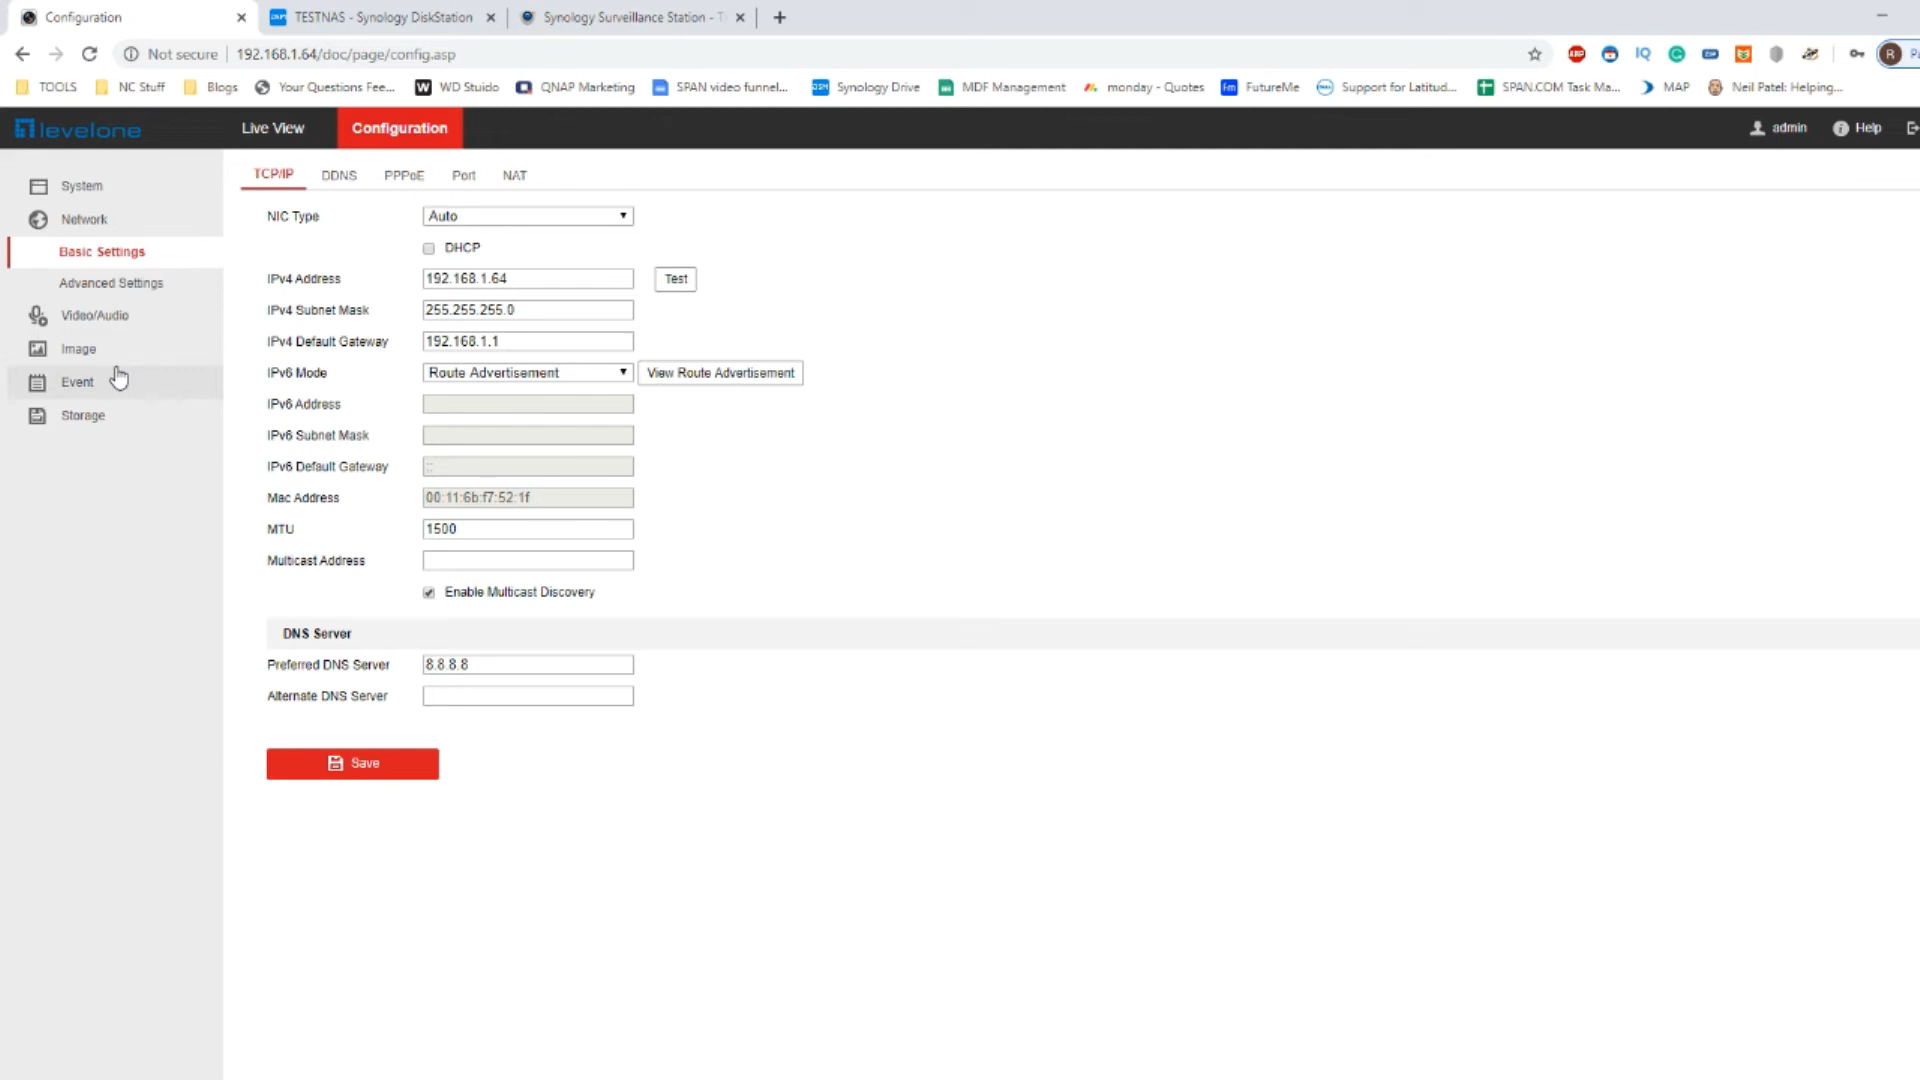 Configuration
TESTNAS - Synology DiskStation
Synology Surveillance Station - T
Not secure
192.168.1.64/doc/page/config.asp
TOOLS
NC Stuff
Blogs
Your Questions Fee...
WD Stuido
QNAP Marketing
SPAN video funnel...
Synology Drive
MDF Management
monday - Quotes
FutureMe
Support for Latitud...
SPAN.COM Task Ma...
MAP
Neil Patel: Helping...
levelone
Live View
Configuration
admin
Help
System
Network
Basic Settings
Advanced Settings
Video/Audio
Image
Event
Storage
TCP/IP
DDNS
PPPoE
Port
NAT
NIC Type
Auto
DHCP
IPv4 Address
192.168.1.64
Test
IPv4 Subnet Mask
255.255.255.0
IPv4 Default Gateway
192.168.1.1
IPv6 Mode
Route Advertisement
View Route Advertisement
IPv6 Address
IPv6 Subnet Mask
IPv6 Default Gateway
::
Mac Address
00:11:6b:f7:52:1f
MTU
1500
Multicast Address
Enable Multicast Discovery
DNS Server
Preferred DNS Server
8.8.8.8
Alternate DNS Server
Save